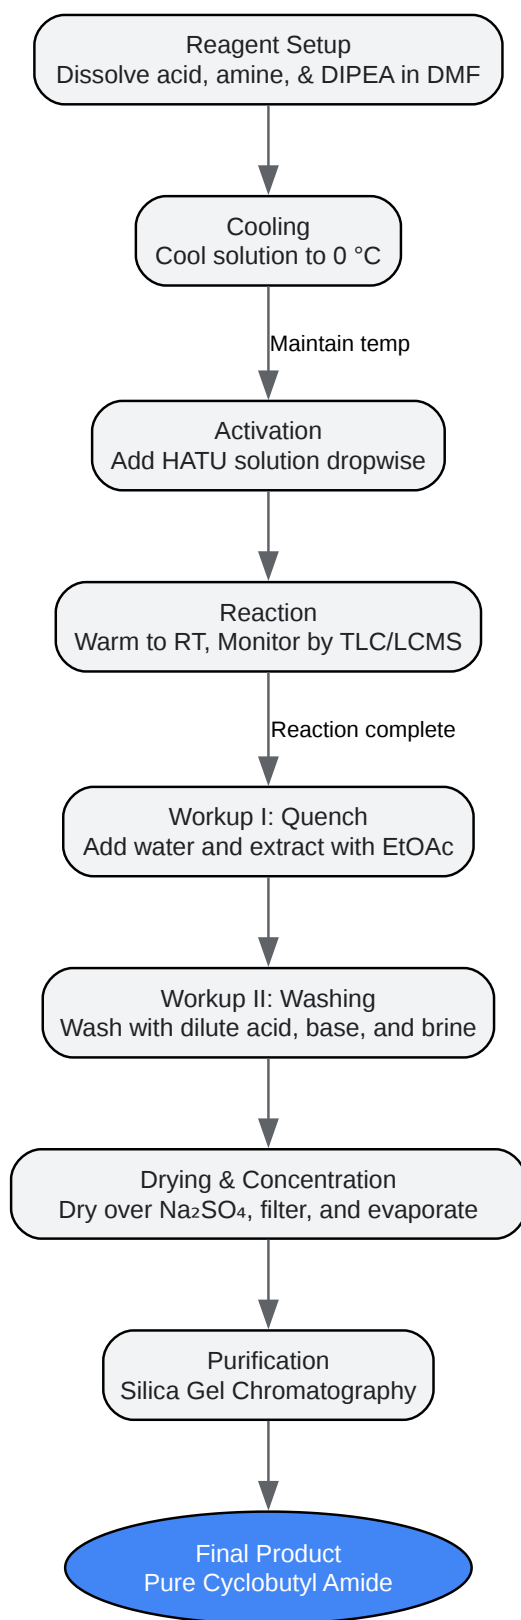 Reagent Setup
Dissolve acid, amine, & DIPEA in DMF
Cooling
Cool solution to 0 °C
Maintain temp
Activation
Add HATU solution dropwise
Reaction
Warm to RT, Monitor by TLC/LCMS
Reaction complete
Workup I: Quench
Add water and extract with EtOAc
Workup II: Washing
Wash with dilute acid, base, and brine
Drying & Concentration
Dry over Na₂SO₄, filter, and evaporate
Purification
Silica Gel Chromatography
Final Product
Pure Cyclobutyl Amide